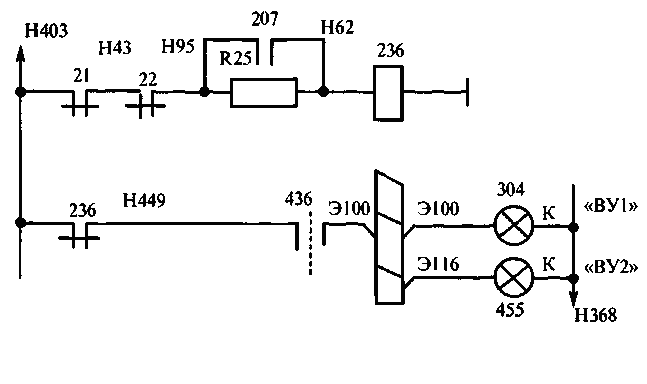 207
Н403
Н62
Н43
Н95
R25
236
21
22
Н449
436
304
236
Э100
Э100
К
«ВУ1»
Э116
К
«ВУ2»
455
Н368